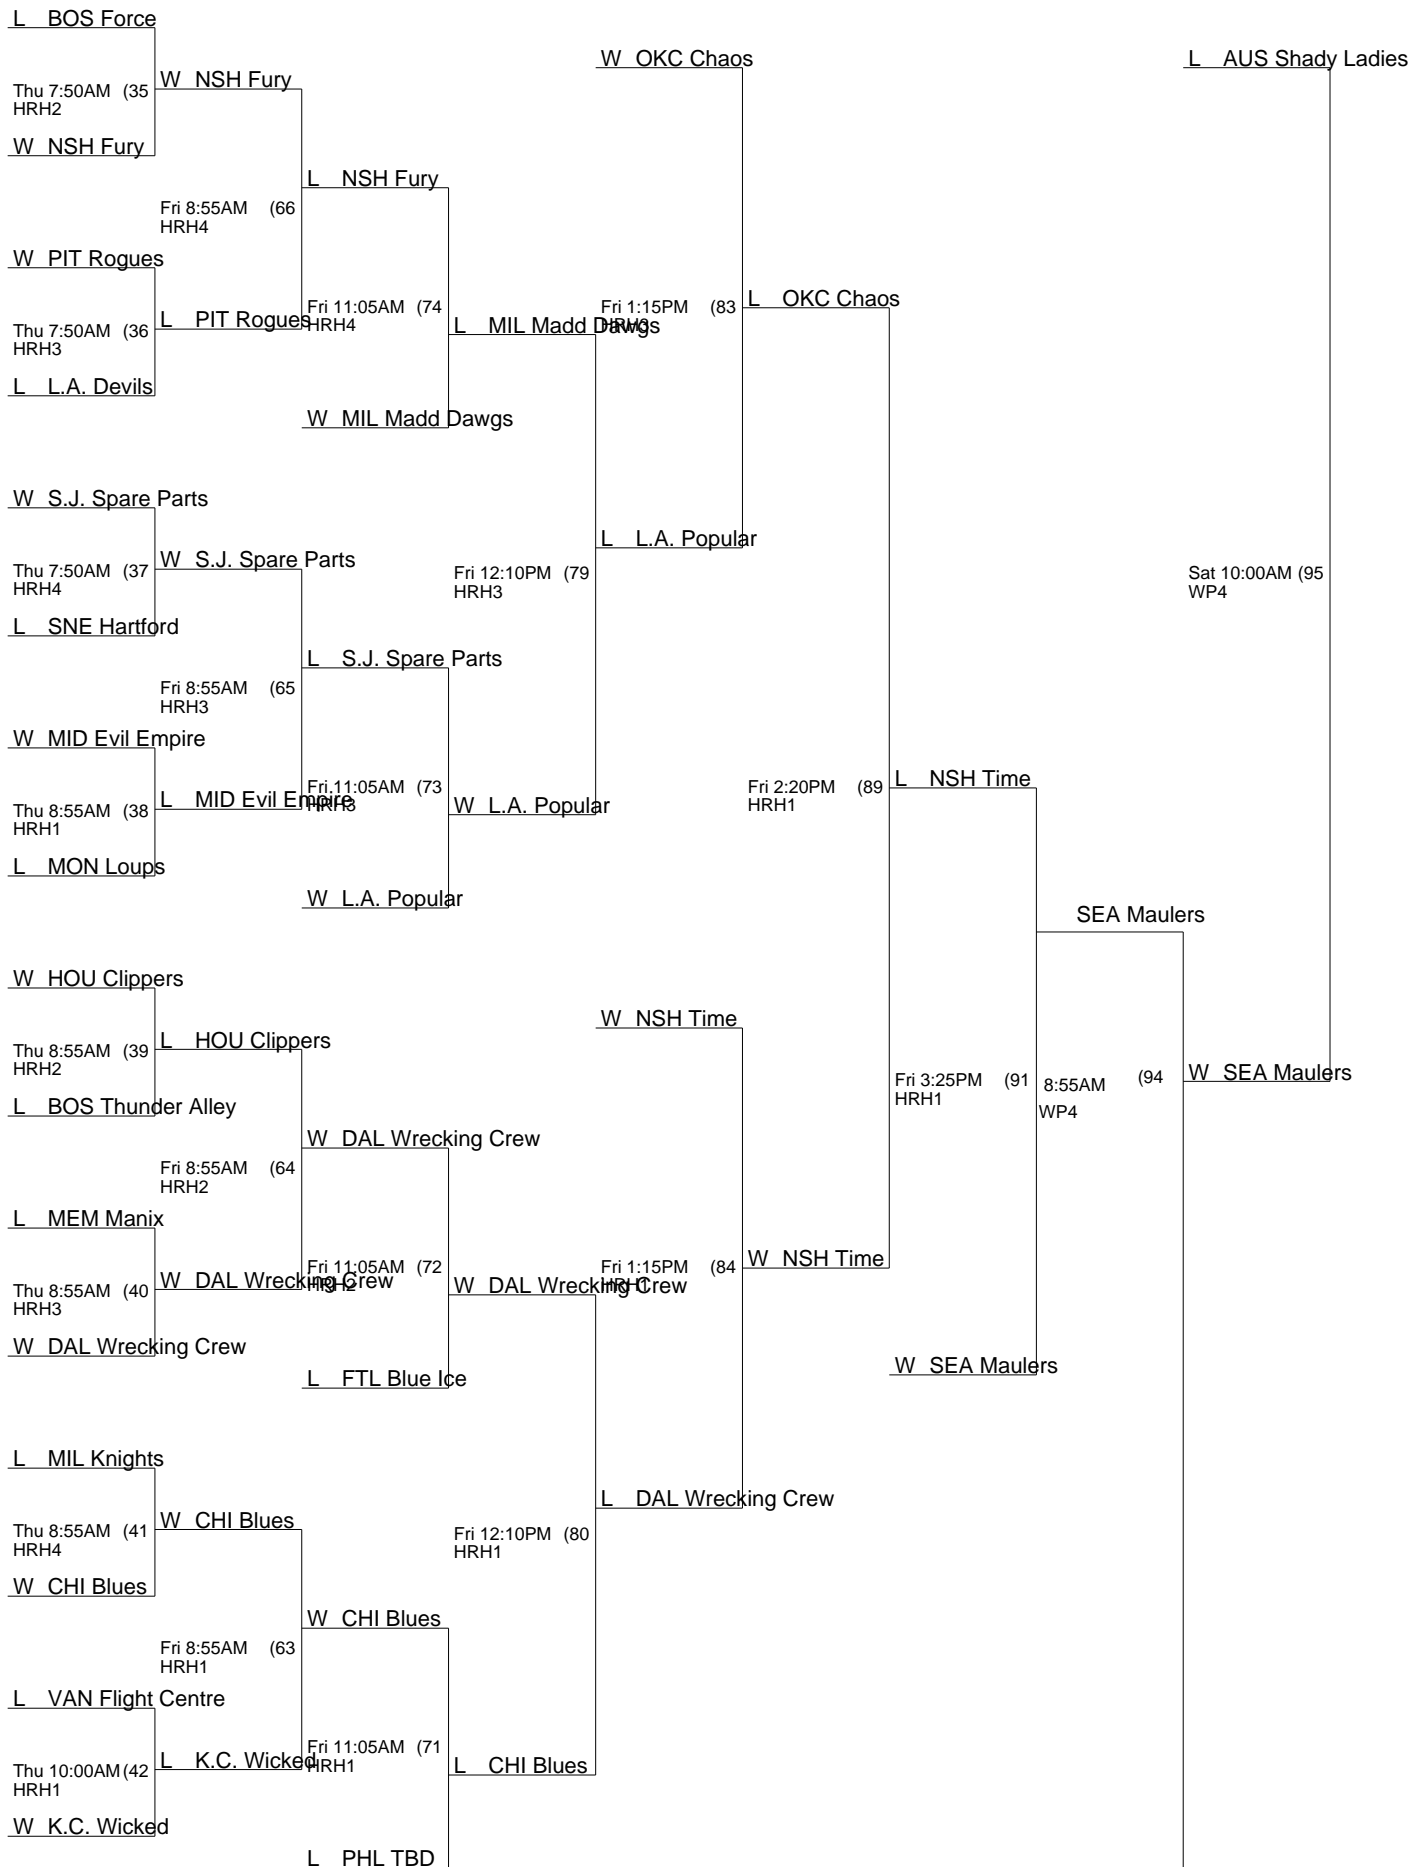 L BOS Force
W OKC Chaos
L AUS Shady Ladies
W NSH Fury
Thu 7:50AM (35
HRH2
W NSH Fury
L NSH Fury
Fri 8:55AM (66
HRH4
W PIT Rogues
L PIT Rogues
Fri 11:05AM (74
HRH4
Fri 1:15PM (83
HRH3
L OKC Chaos
Thu 7:50AM (36
HRH3
L MIL Madd Dawgs
L L.A. Devils
W MIL Madd Dawgs
W S.J. Spare Parts
L L.A. Popular
W S.J. Spare Parts
Thu 7:50AM (37
HRH4
Fri 12:10PM (79
HRH3
Sat 10:00AM (95
WP4
L SNE Hartford
L S.J. Spare Parts
Fri 8:55AM (65
HRH3
W MID Evil Empire
L NSH Time
Fri 11:05AM (73
HRH3
Fri 2:20PM (89
HRH1
L MID Evil Empire
W L.A. Popular
Thu 8:55AM (38
HRH1
L MON Loups
W L.A. Popular
SEA Maulers
W HOU Clippers
W NSH Time
L HOU Clippers
Thu 8:55AM (39
HRH2
W SEA Maulers
Fri 3:25PM (91
HRH1
8:55AM (94
WP4
L BOS Thunder Alley
W DAL Wrecking Crew
Fri 8:55AM (64
HRH2
L MEM Manix
W NSH Time
Fri 11:05AM (72
HRH2
Fri 1:15PM (84
HRH1
W DAL Wrecking Crew
W DAL Wrecking Crew
Thu 8:55AM (40
HRH3
W DAL Wrecking Crew
W SEA Maulers
L FTL Blue Ice
L MIL Knights
L DAL Wrecking Crew
W CHI Blues
Thu 8:55AM (41
HRH4
Fri 12:10PM (80
HRH1
W CHI Blues
W CHI Blues
Fri 8:55AM (63
HRH1
L VAN Flight Centre
Fri 11:05AM (71
HRH1
L K.C. Wicked
L CHI Blues
Thu 10:00AM (42
HRH1
W K.C. Wicked
L PHL TBD